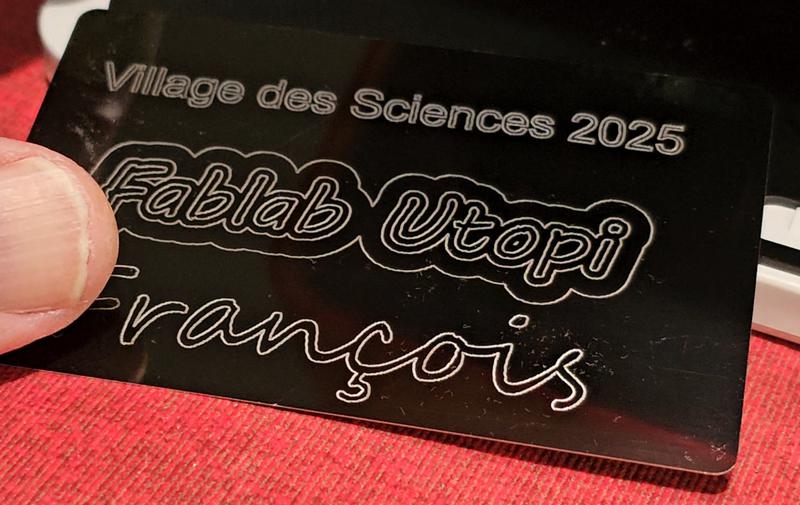 Village des Sciences 2025
Fablab Utopi
François